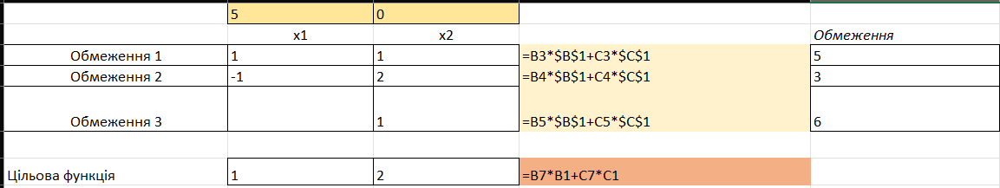 5 0
x1 x2 Обмеження
Обмеження 1 1 1 =B3*$B$1+C3*$C$1 5
Обмеження 2 -1 2 =B4*$B$1+C4*$C$1 3
Обмеження 3 1 =B5*$B$1+C5*$C$1 6
Цільова функція 1 2 =B7*B1+C7*C1